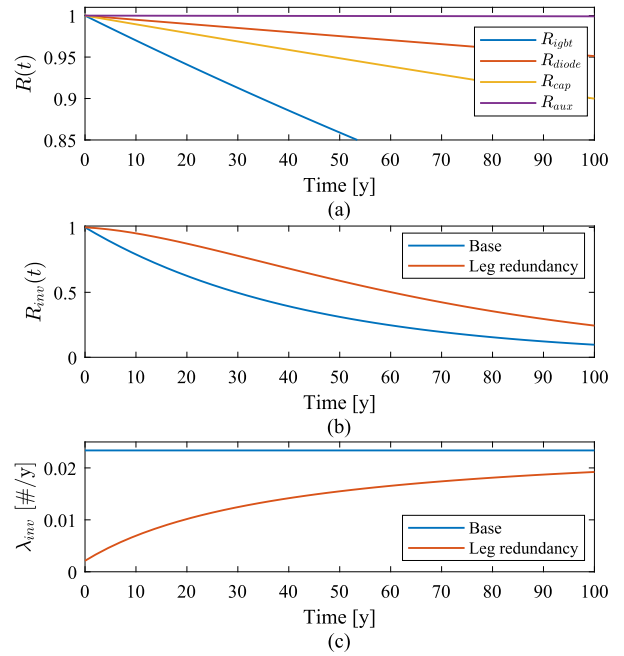 1
0.95
0.9
0.85
R(t)
R_igbt
R_diode
R_cap
R_aux
0 10 20 30 40 50 60 70 80 90 100
Time [y]
(a)
1
0.5
0
R_inv(t)
Base
Leg redundancy
0 10 20 30 40 50 60 70 80 90 100
Time [y]
(b)
0.02
0.01
0
λ_inv [#/y]
Base
Leg redundancy
0 10 20 30 40 50 60 70 80 90 100
Time [y]
(c)